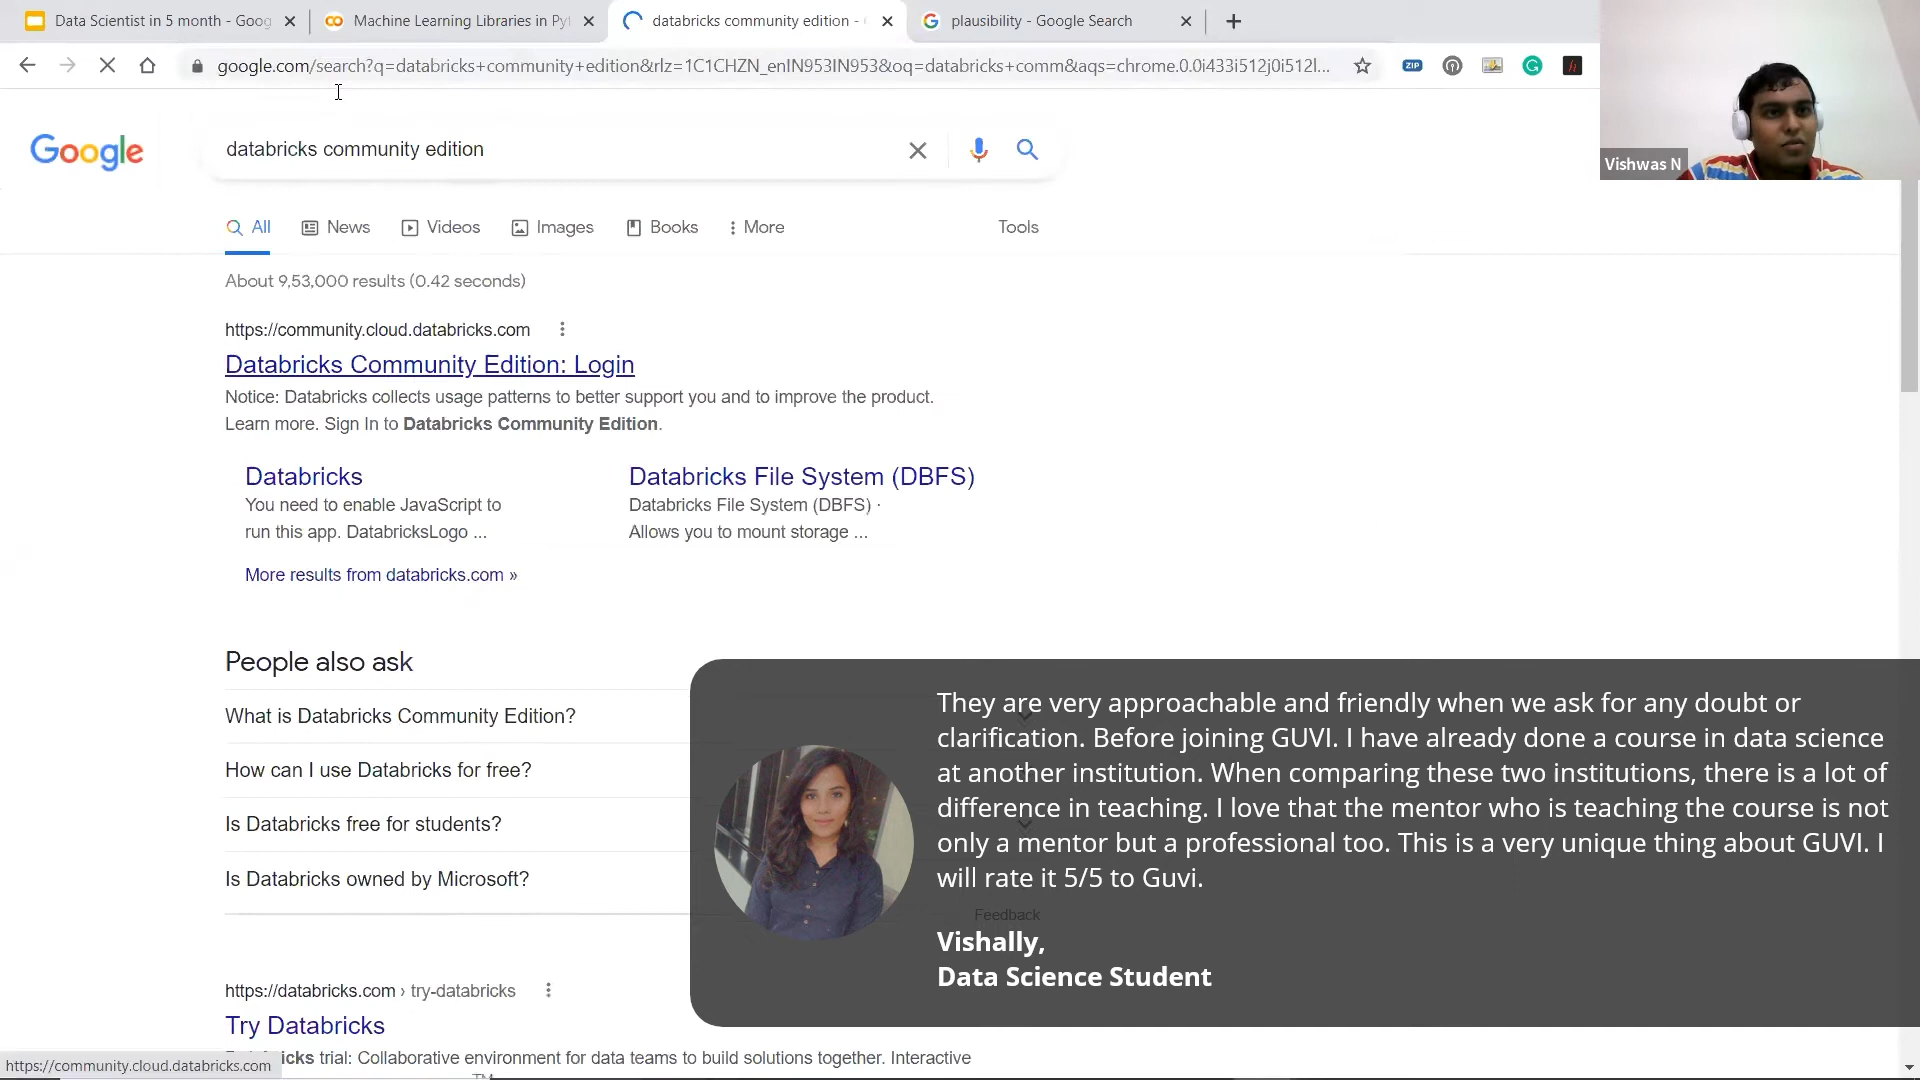 Data Scientist in 5 month - Goog
Machine Learning Libraries in Pyt
databricks community edition -
plausibility - Google Search
google.com/search?q=databricks+community+edition&rlz=1C1CHZN_enIN953IN953&oq=databricks+comm&aqs=chrome.0.0i433i512j0i512l...
ZIP
Vishwas N
Google
databricks community edition
All
News
Videos
Images
Books
More
Tools
About 9,53,000 results (0.42 seconds)
https://community.cloud.databricks.com
Databricks Community Edition: Login
Notice: Databricks collects usage patterns to better support you and to improve the product.
Learn more. Sign In to Databricks Community Edition.
Databricks
You need to enable JavaScript to
run this app. DatabricksLogo ...
Databricks File System (DBFS)
Databricks File System (DBFS) ·
Allows you to mount storage ...
More results from databricks.com »
People also ask
What is Databricks Community Edition?
How can I use Databricks for free?
Is Databricks free for students?
Is Databricks owned by Microsoft?
Feedback
They are very approachable and friendly when we ask for any doubt or
clarification. Before joining GUVI. I have already done a course in data science
at another institution. When comparing these two institutions, there is a lot of
difference in teaching. I love that the mentor who is teaching the course is not
only a mentor but a professional too. This is a very unique thing about GUVI. I
will rate it 5/5 to Guvi.
Vishally,
Data Science Student
https://databricks.com › try-databricks
Try Databricks
icks trial: Collaborative environment for data teams to build solutions together. Interactive
TM
https://community.cloud.databricks.com